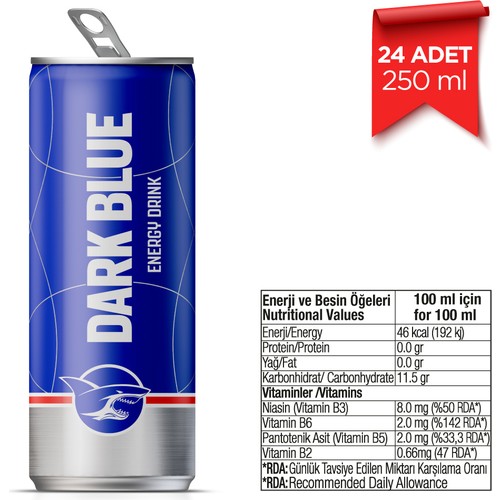 24 ADET
250 ml
DARK BLUE
ENERGY DRINK
Enerji ve Besin Öğeleri 100 ml için
Nutritional Values for 100 ml
Enerji/Energy 46 kcal (192 kj)
Protein/Protein 0.0 gr
Yağ/Fat 0.0 gr
Karbonhidrat/ Carbonhydrate 11.5 gr
Vitaminler /Vitamins
Niasin (Vitamin B3) 8.0 mg (%50 RDA*)
Vitamin B6 2.0 mg (%142 RDA*)
Pantotenik Asit (Vitamin B5) 2.0 mg (%33,3 RDA*)
Vitamin B2 0.66mg (47 RDA*)
*RDA:Günlük Tavsiye Edilen Miktarı Karşılama Oranı
*RDA:Recommended Daily Allowance